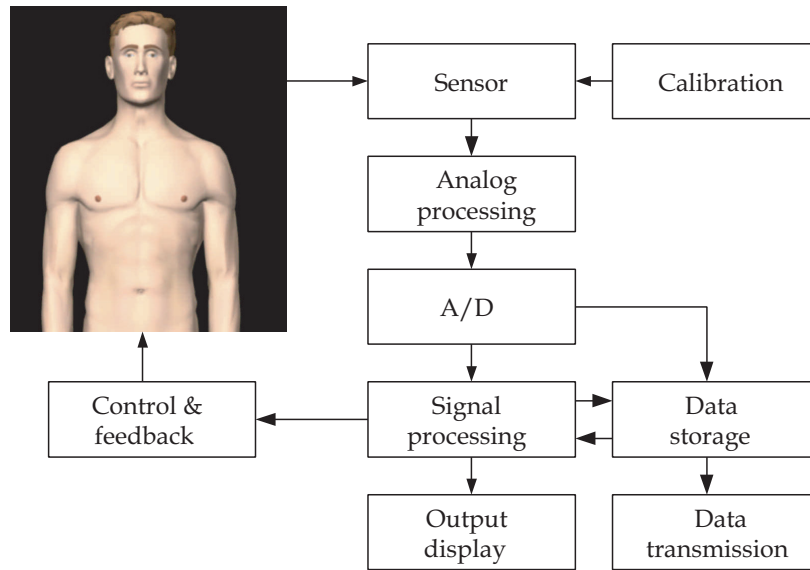 Sensor
Calibration
Analog
processing
A/D
Control &
feedback
Signal
processing
Data
storage
Output
display
Data
transmission